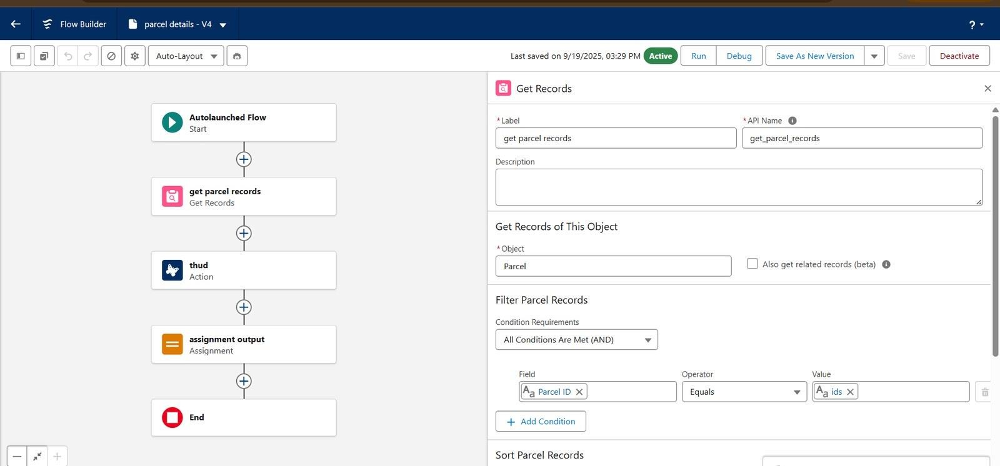 Flow Builder
parcel details - V4
?
Auto-Layout
Last saved on 9/19/2025, 03:29 PM
Active
Run
Debug
Save As New Version
Save
Deactivate
Autolaunched Flow
Start
get parcel records
Get Records
thud
Action
assignment output
Assignment
End
Get Records
* Label
* API Name
get parcel records
get_parcel_records
Description
Get Records of This Object
* Object
Parcel
Also get related records (beta)
Filter Parcel Records
Condition Requirements
All Conditions Are Met (AND)
Field
Operator
Value
Aa Parcel ID
Equals
Aa ids
+ Add Condition
Sort Parcel Records